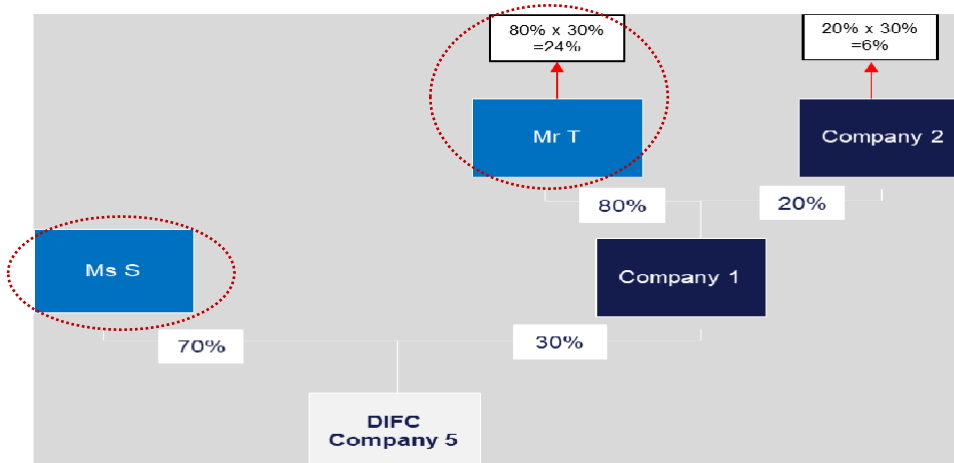 80% x 30%
=24%
20% x 30%
=6%
Mr T
Company 2
80%
20%
Ms S
Company 1
70%
30%
DIFC
Company 5